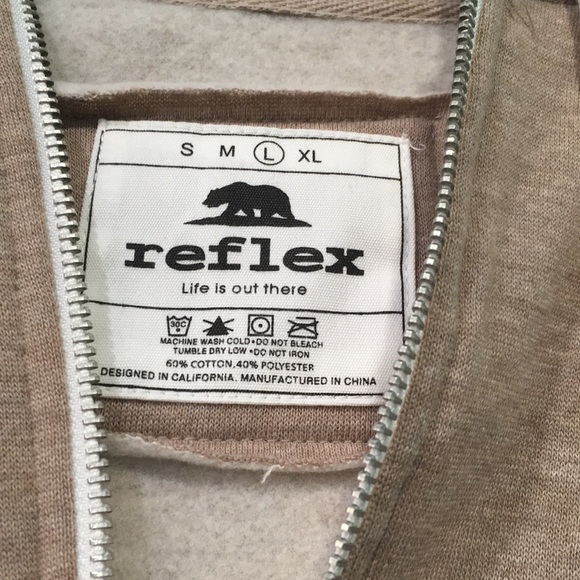 S M L XL
reflex
Life is out there
30C
MACHINE WASH COLD•DO NOT BLEACH
TUMBLE DRY LOW •DO NOT IRON
60% COTTON,40% POLYESTER
DESIGNED IN CALIFORNIA. MANUFACTURED IN CHINA